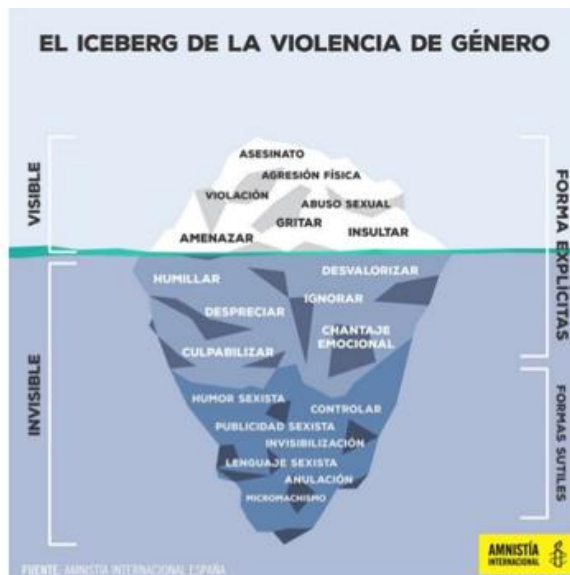 EL ICEBERG DE LA VIOLENCIA DE GÉNERO
VISIBLE
ASESINATO
AGRESIÓN FÍSICA
VIOLACIÓN
ABUSO SEXUAL
GRITAR
INSULTAR
AMENAZAR
FORMA EXPLÍCITAS
INVISIBLE
DESVALORIZAR
HUMILLAR
IGNORAR
DESPRECIAR
CHANTAJE
EMOCIONAL
CULPABILIZAR
HUMOR SEXISTA
CONTROLAR
PUBLICIDAD SEXISTA
INVISIBILIZACIÓN
LENGUAJE SEXISTA
ANULACIÓN
MICROMACHISMO
FORMAS SUTILES
AMNISTÍA
INTERNACIONAL
FUENTE: AMNISTIA INTERNACIONAL ESPAÑA